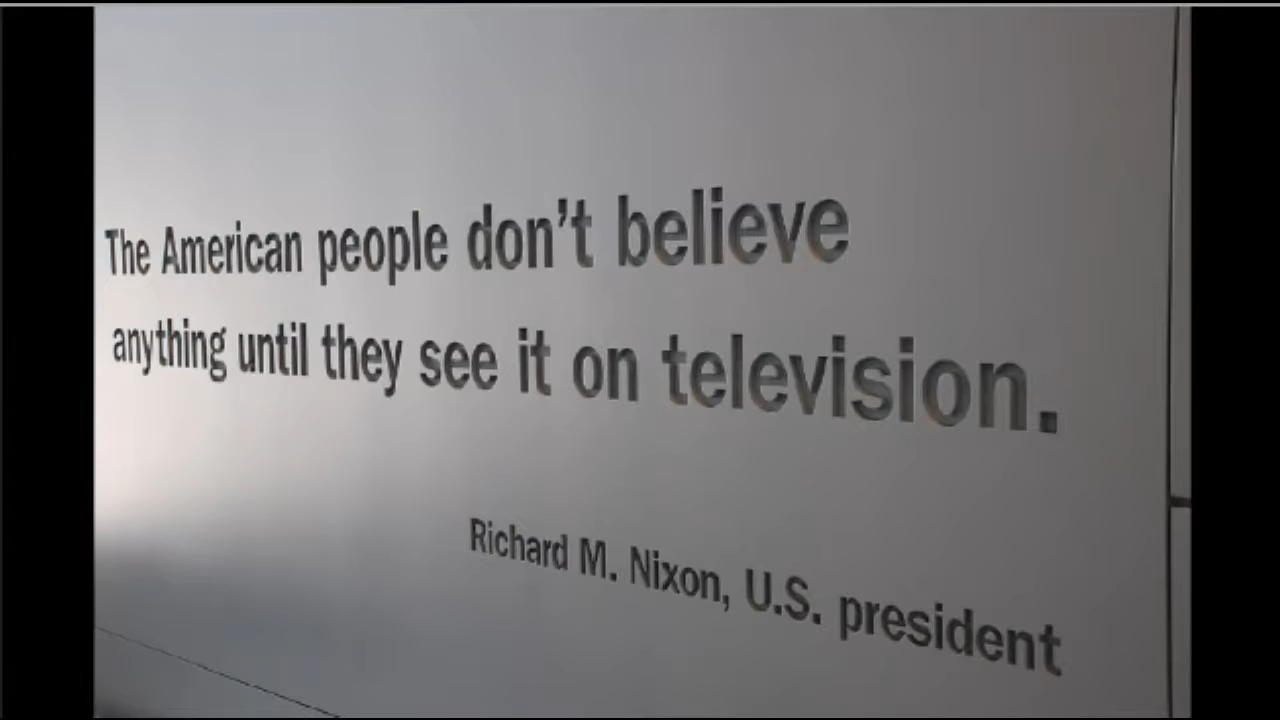 The American people don't believe
anything until they see it on television.
Richard M. Nixon, U.S. president